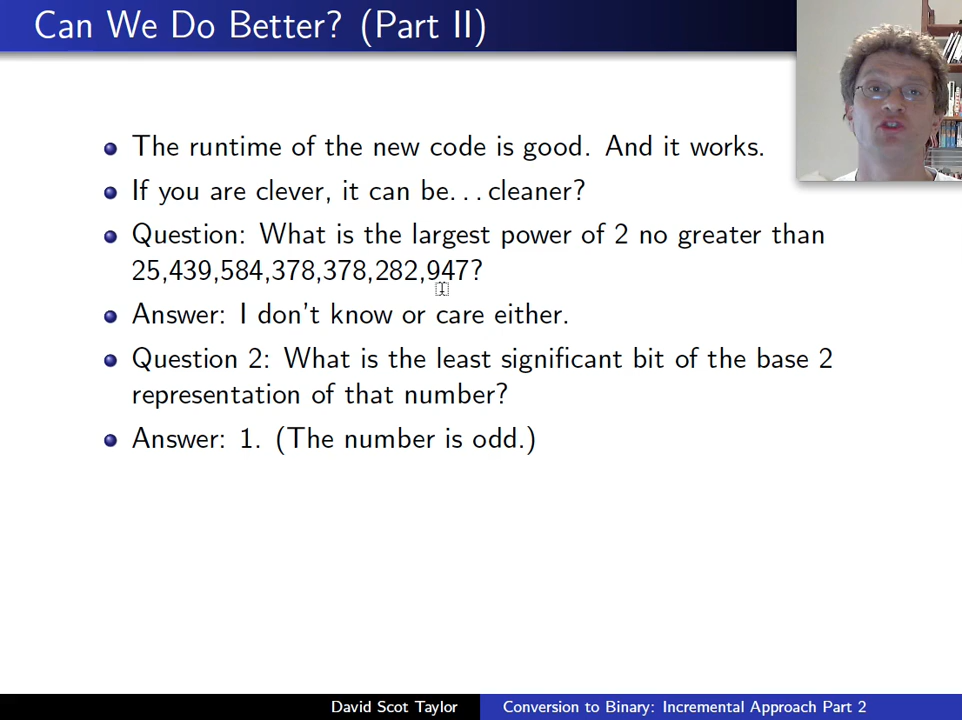 Can We Do Better? (Part II)
The runtime of the new code is good. And it works.
If you are clever, it can be. . . cleaner?
Question: What is the largest power of 2 no greater than
25,439,584,378,378,282,947?
Answer: I don't know or care either.
Question 2: What is the least significant bit of the base 2
representation of that number?
Answer: 1. (The number is odd.)
David Scot Taylor
Conversion to Binary: Incremental Approach Part 2